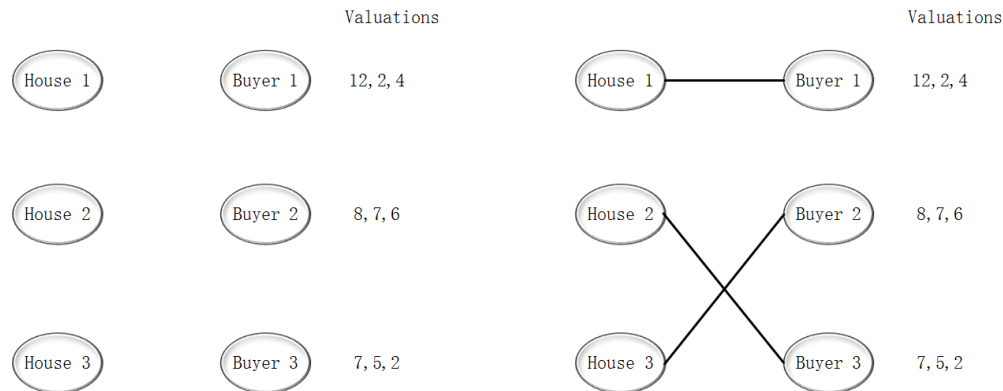 Valuations Valuations
House 1 Buyer 1 12,2,4 House 1 Buyer 1 12,2,4
House 2 Buyer 2 8,7,6 House 2 Buyer 2 8,7,6
House 3 Buyer 3 7,5,2 House 3 Buyer 3 7,5,2